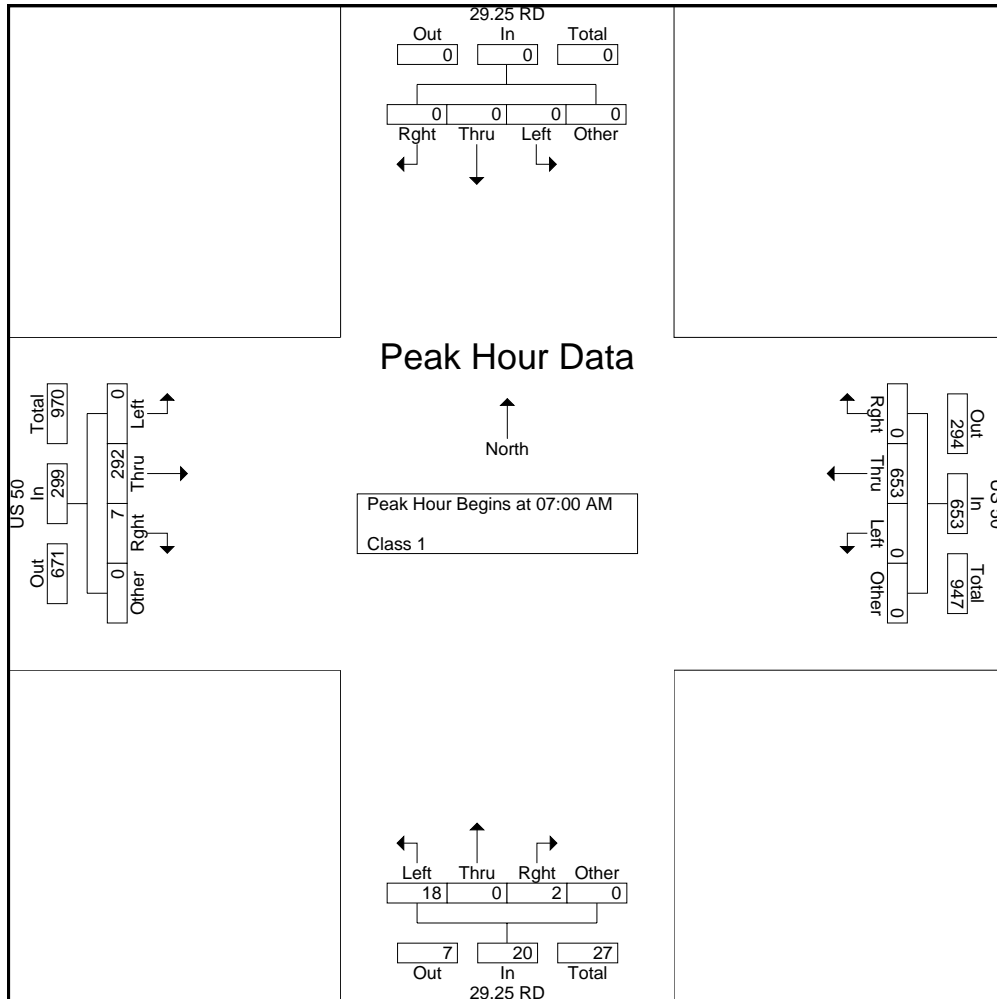 29.25 RD
Out In Total
0 0 0
0 0 0 0
Rght Thru Left Other
Peak Hour Data
North
Peak Hour Begins at 07:00 AM
Class 1
US 50
Total In Out
970 299 671
0 292 7 0
Left Thru Rght Other
Rght Thru Left Other
0 653 0 0
Out In Total
294 653 947
Left Thru Rght Other
18 0 2 0
7 20 27
Out In Total
29.25 RD